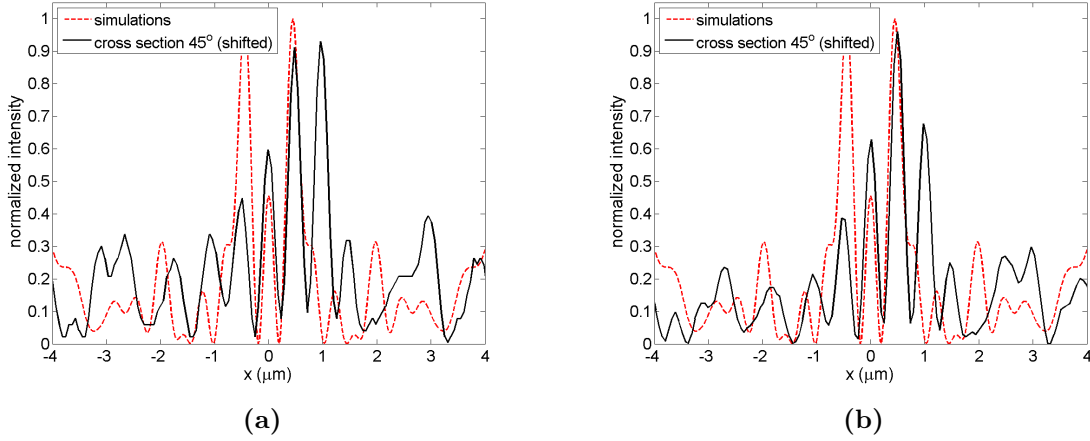 1
0.9
0.8
0.7
0.6
0.5
0.4
0.3
0.2
0.1
0
normalized intensity
simulations
cross section 45° (shifted)
-4 -3 -2 -1 0 1 2 3 4
x (μm)
(a)
1
0.9
0.8
0.7
0.6
0.5
0.4
0.3
0.2
0.1
0
normalized intensity
simulations
cross section 45° (shifted)
-4 -3 -2 -1 0 1 2 3 4
x (μm)
(b)